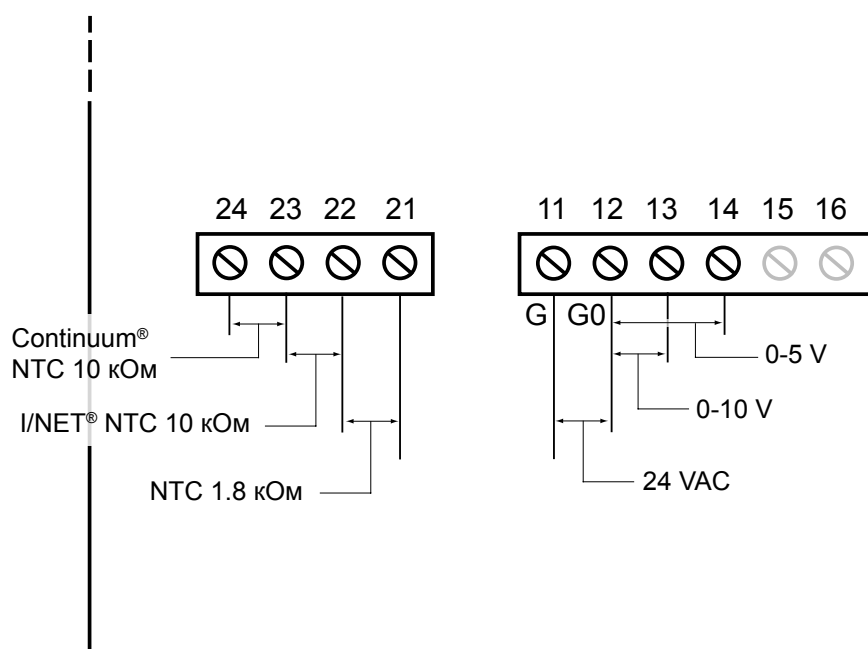 24 23 22 21 11 12 13 14 15 16
G G0
Continuum®
NTC 10 кОм
0-5 V
I/NET® NTC 10 кОм
0-10 V
NTC 1.8 кОм
24 VAC